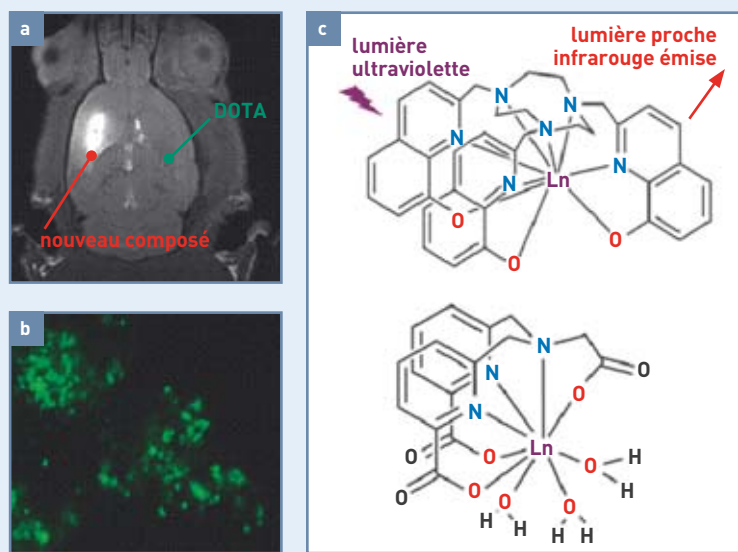 a
DOTA
nouveau composé
b
c
lumière
ultraviolette
lumière proche
infrarouge émise
N
N
N
N
N
N
Ln
O
O
O
N
N
N
O
O
Ln
O
O
H
O
O
H
O
O
O
H
H
H
H